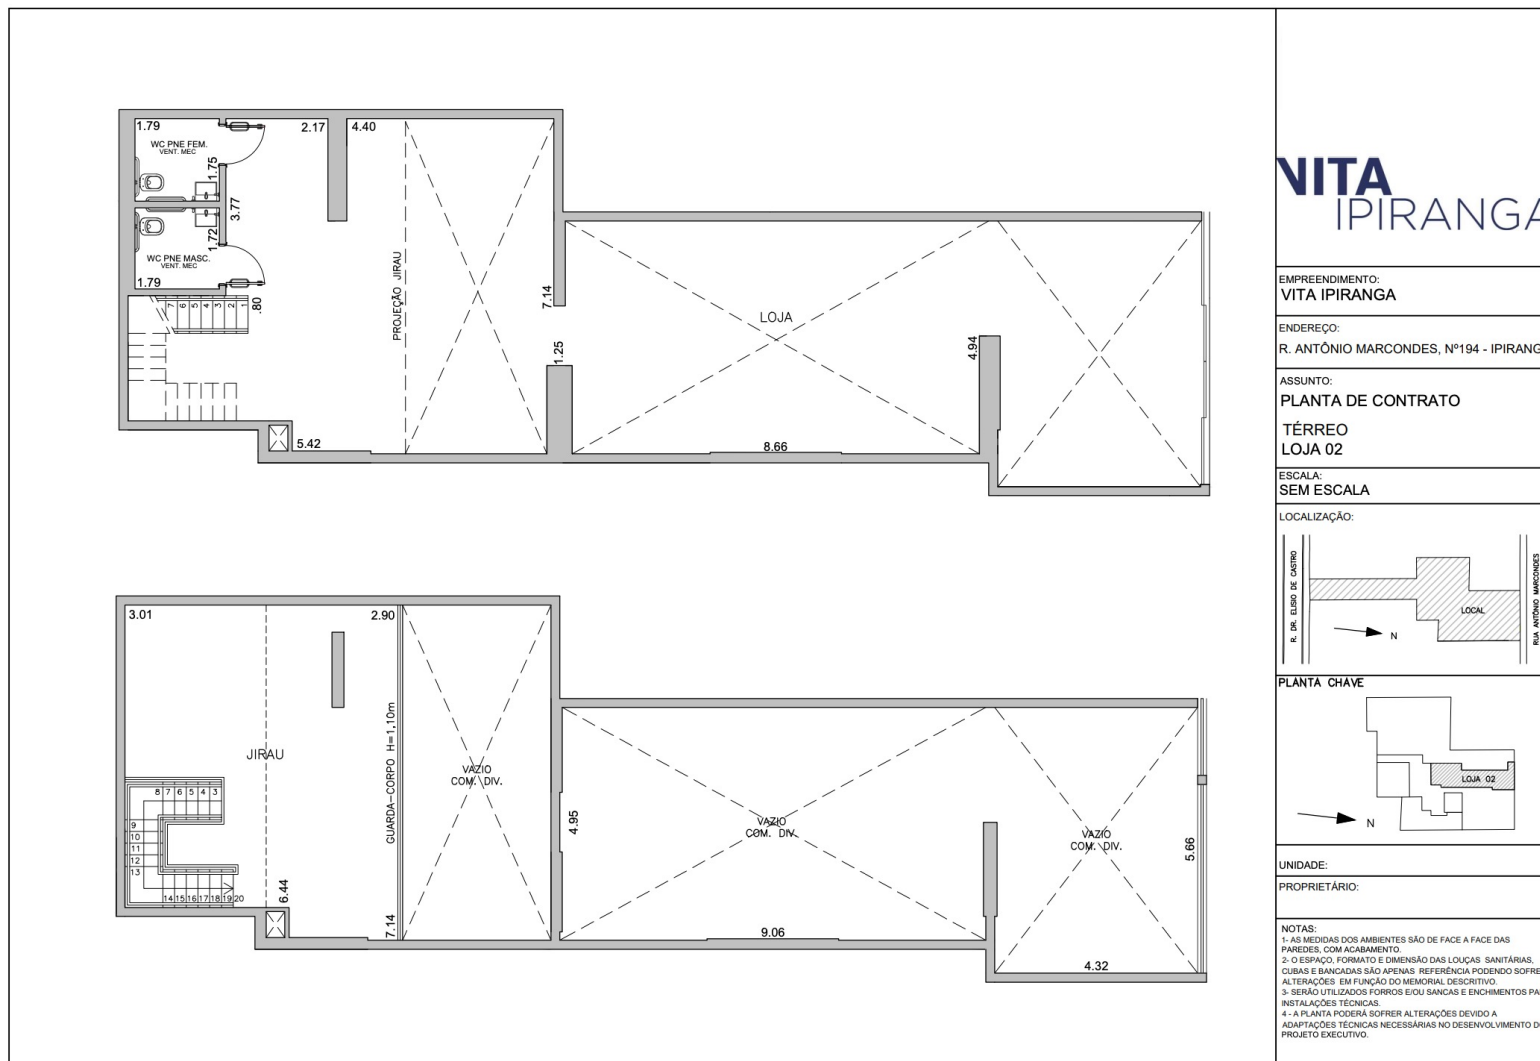 1.79
WC PNE FEM.
VENT. MEC
1.75
2.17
4.40
3.77
1.72
WC PNE MASC.
VENT. MEC
1.79
.80
7 6 5 4 3 2 1
PROJEÇÃO JIRAU
7.14
1.25
LOJA
4.94
5.42
8.66
3.01
2.90
JIRAU
GUARDA-CORPO H=1,10m
VAZIO
COM. DIV.
4.95
VAZIO
COM. DIV.
VAZIO
COM. DIV.
5.66
8 7 6 5 4 3
9
10
11
12
13
14 15 16 17 18 19 20
6.44
7.14
9.06
4.32
VITA
IPIRANGA
EMPREENDIMENTO:
VITA IPIRANGA
ENDEREÇO:
R. ANTÔNIO MARCONDES, Nº194 - IPIRANG
ASSUNTO:
PLANTA DE CONTRATO
TÉRREO
LOJA 02
ESCALA:
SEM ESCALA
LOCALIZAÇÃO:
R. DR. ELISIO DE CASTRO
LOCAL
N
RUA ANTÔNIO MARCONDES
PLANTA CHAVE
LOJA 02
N
UNIDADE:
PROPRIETÁRIO:
NOTAS:
1- AS MEDIDAS DOS AMBIENTES SÃO DE FACE A FACE DAS
PAREDES, COM ACABAMENTO.
2- O ESPAÇO, FORMATO E DIMENSÃO DAS LOUÇAS SANITÁRIAS,
CUBAS E BANCADAS SÃO APENAS REFERÊNCIA PODENDO SOFRE
ALTERAÇÕES EM FUNÇÃO DO MEMORIAL DESCRITIVO.
3- SERÃO UTILIZADOS FORROS E/OU SANCAS E ENCHIMENTOS PA
INSTALAÇÕES TÉCNICAS.
4 - A PLANTA PODERÁ SOFRER ALTERAÇÕES DEVIDO A
ADAPTAÇÕES TÉCNICAS NECESSÁRIAS NO DESENVOLVIMENTO D
PROJETO EXECUTIVO.